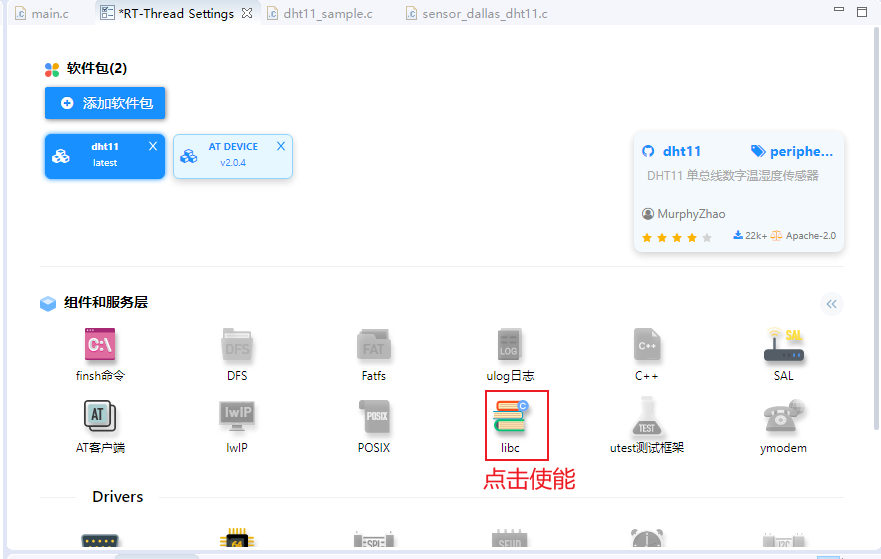 main.c
*RT-Thread Settings
dht11_sample.c
sensor_dallas_dht11.c
软件包(2)
添加软件包
dht11
latest
AT DEVICE
v2.0.4
dht11
periphe...
DHT11 单总线数字温湿度传感器
MurphyZhao
22k+
Apache-2.0
组件和服务层
C:\
DFS
FAT
LOG
C++
SAL
finsh命令
DFS
Fatfs
ulog日志
C++
SAL
AT
lwIP
POSIX
C
TEST
AT客户端
lwIP
POSIX
libc
utest测试框架
ymodem
点击使能
Drivers
SPI
SFUD
I2C